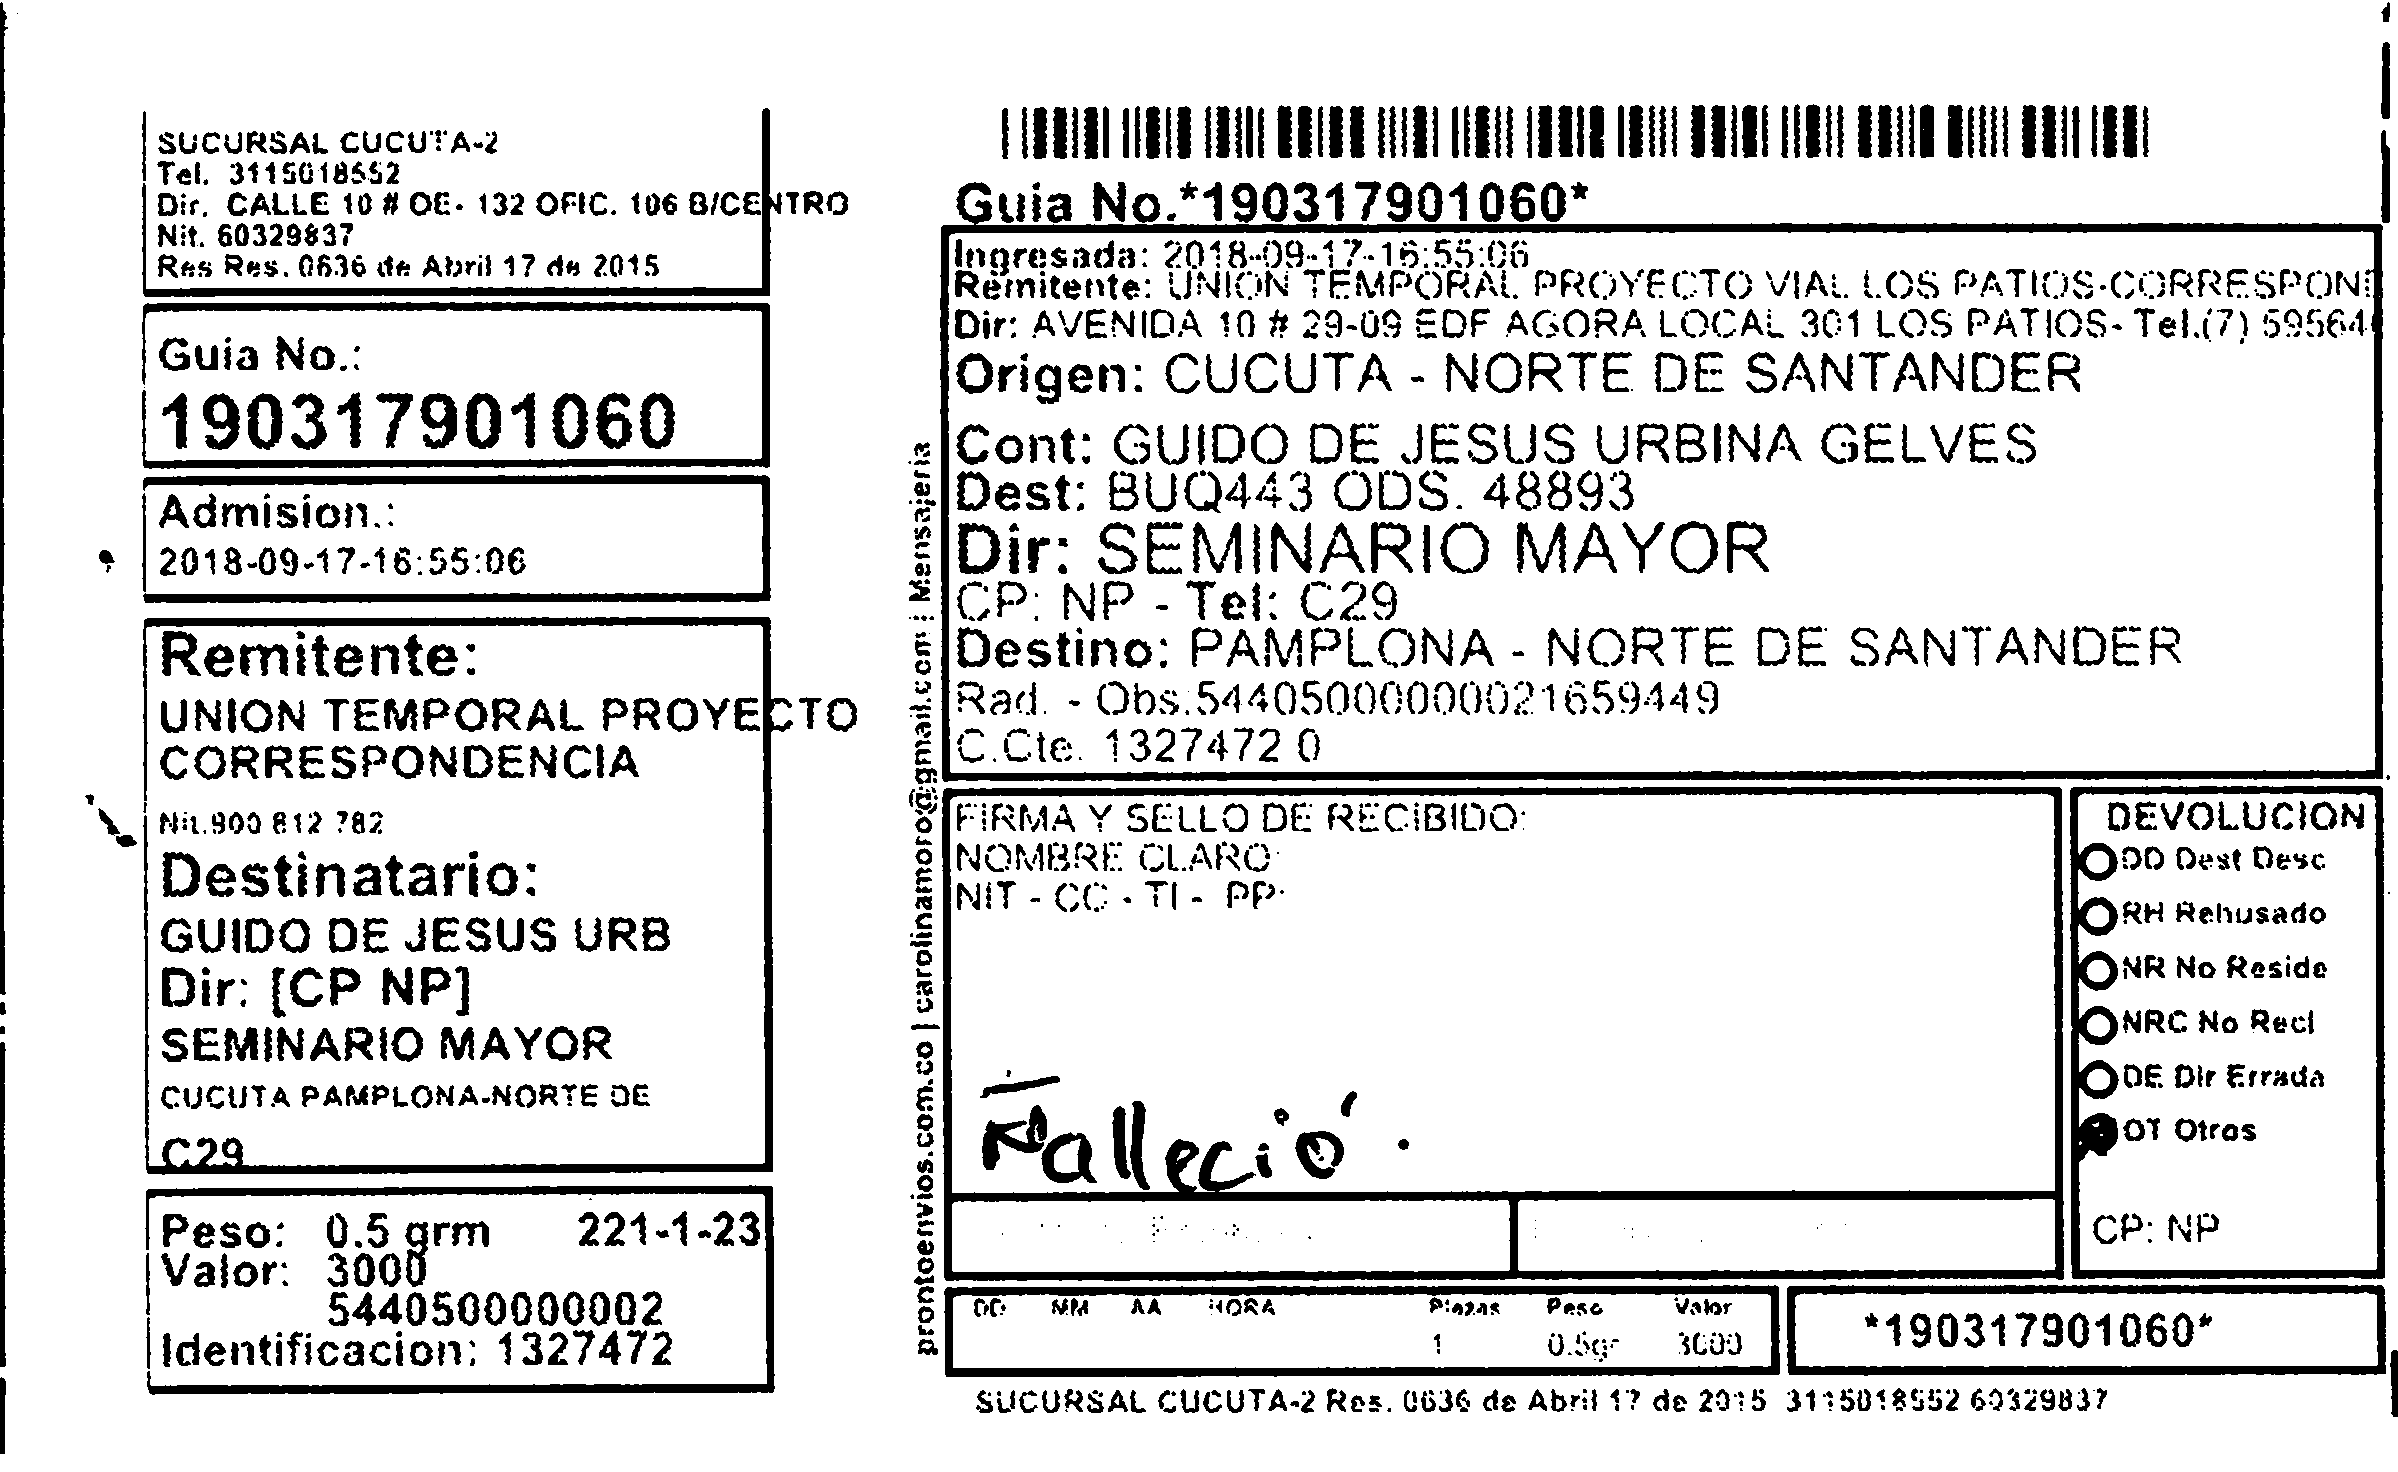 SUCURSAL CUCUTA-2
Tel. 3115018552
Dir. CALLE 10 # OE- 132 OFIC. 106 B/CENTRO
Nit. 60329837
Res Res. 0636 de Abril 17 de 2015
Guia No.:
190317901060
Admision.:
2018-09-17-16:55:06
Remitente:
UNION TEMPORAL PROYECTO
CORRESPONDENCIA
Nit.900 812 782
Destinatario:
GUIDO DE JESUS URB
Dir: [CP NP]
SEMINARIO MAYOR
CUCUTA PAMPLONA-NORTE DE
C29
Peso: 0.5 grm 221-1-23
Valor: 3000
5440500000002
Identificacion: 1327472
prontoenvios.com.co | carolinamoro@gmail.com | Mensajeria
Guia No.*190317901060*
Ingresada: 2018-09-17-16:55:06
Remitente: UNION TEMPORAL PROYECTO VIAL LOS PATIOS-CORRESPON
Dir: AVENIDA 10 # 29-09 EDF AGORA LOCAL 301 LOS PATIOS- Tel.(7) 59564
Origen: CUCUTA - NORTE DE SANTANDER
Cont: GUIDO DE JESUS URBINA GELVES
Dest: BUQ443 ODS. 48893
Dir: SEMINARIO MAYOR
CP: NP - Tel: C29
Destino: PAMPLONA - NORTE DE SANTANDER
Rad. - Obs.5440500000000021659449
C.Cte. 1327472 0
FIRMA Y SELLO DE RECIBIDO:
NOMBRE CLARO:
NIT - CC - TI - PP:
Falleció.
DEVOLUCION
DD Dest Desc
RH Rehusado
NR No Reside
NRC No Recl
DE Dir Errada
OT Otros
CP: NP
DD MM AA HORA Piezas Peso Valor
1 0.5gr 3000
*190317901060*
SUCURSAL CUCUTA-2 Res. 0636 de Abril 17 de 2015 3115018552 60329837